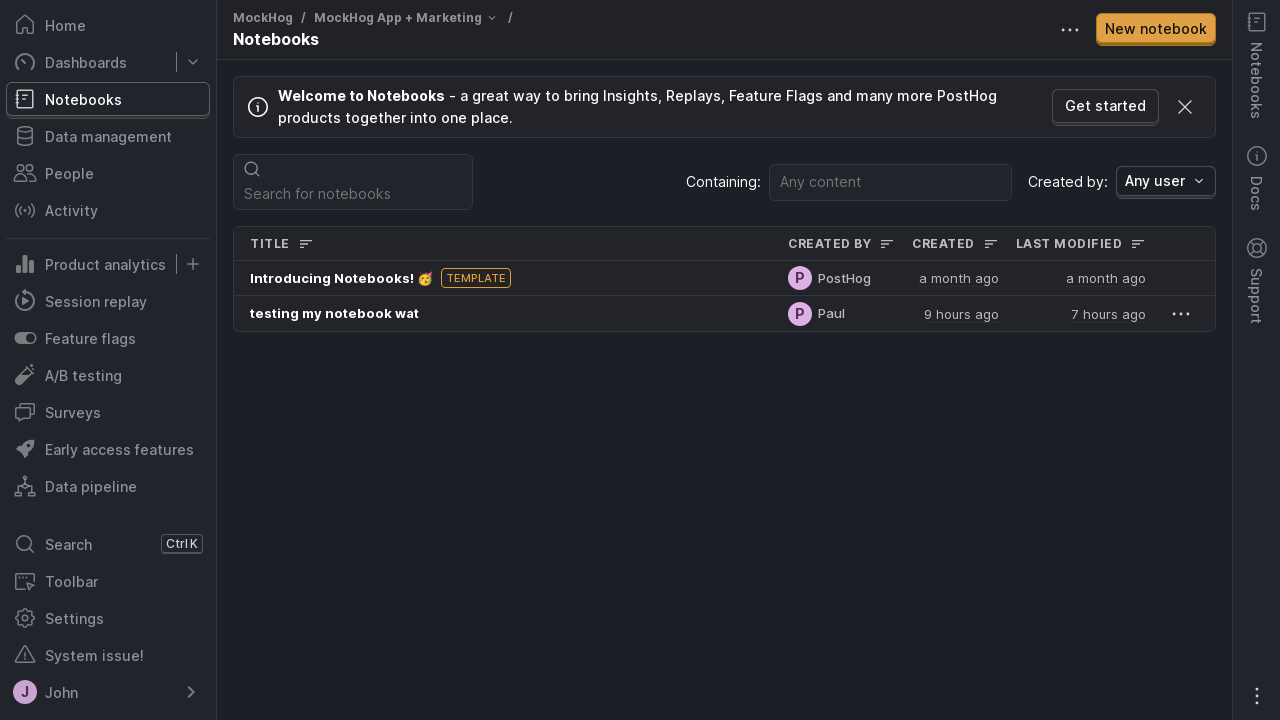 Home
Dashboards
Notebooks
Data management
People
Activity
Product analytics
Session replay
Feature flags
A/B testing
Surveys
Early access features
Data pipeline
Search Ctrl K
Toolbar
Settings
System issue!
J John
MockHog / MockHog App + Marketing /
Notebooks
New notebook
Welcome to Notebooks - a great way to bring Insights, Replays, Feature Flags and many more PostHog
products together into one place.
Get started
Search for notebooks
Containing: Any content Created by: Any user
TITLE CREATED BY CREATED LAST MODIFIED
Introducing Notebooks! 🥳 TEMPLATE P PostHog a month ago a month ago
testing my notebook wat P Paul 9 hours ago 7 hours ago
Notebooks
Docs
Support